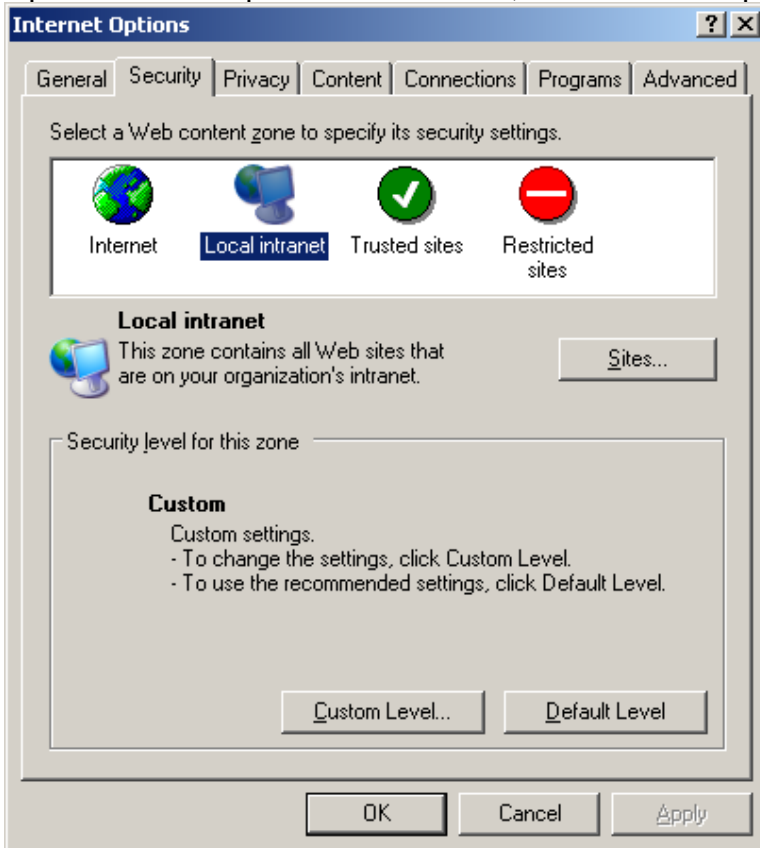 Internet Options
General Security Privacy Content Connections Programs Advanced
Select a Web content zone to specify its security settings.
Internet Local intranet Trusted sites Restricted
sites
Local intranet
This zone contains all Web sites that
are on your organization's intranet.
Sites...
Security level for this zone
Custom
Custom settings.
- To change the settings, click Custom Level.
- To use the recommended settings, click Default Level.
Custom Level... Default Level
OK Cancel Apply